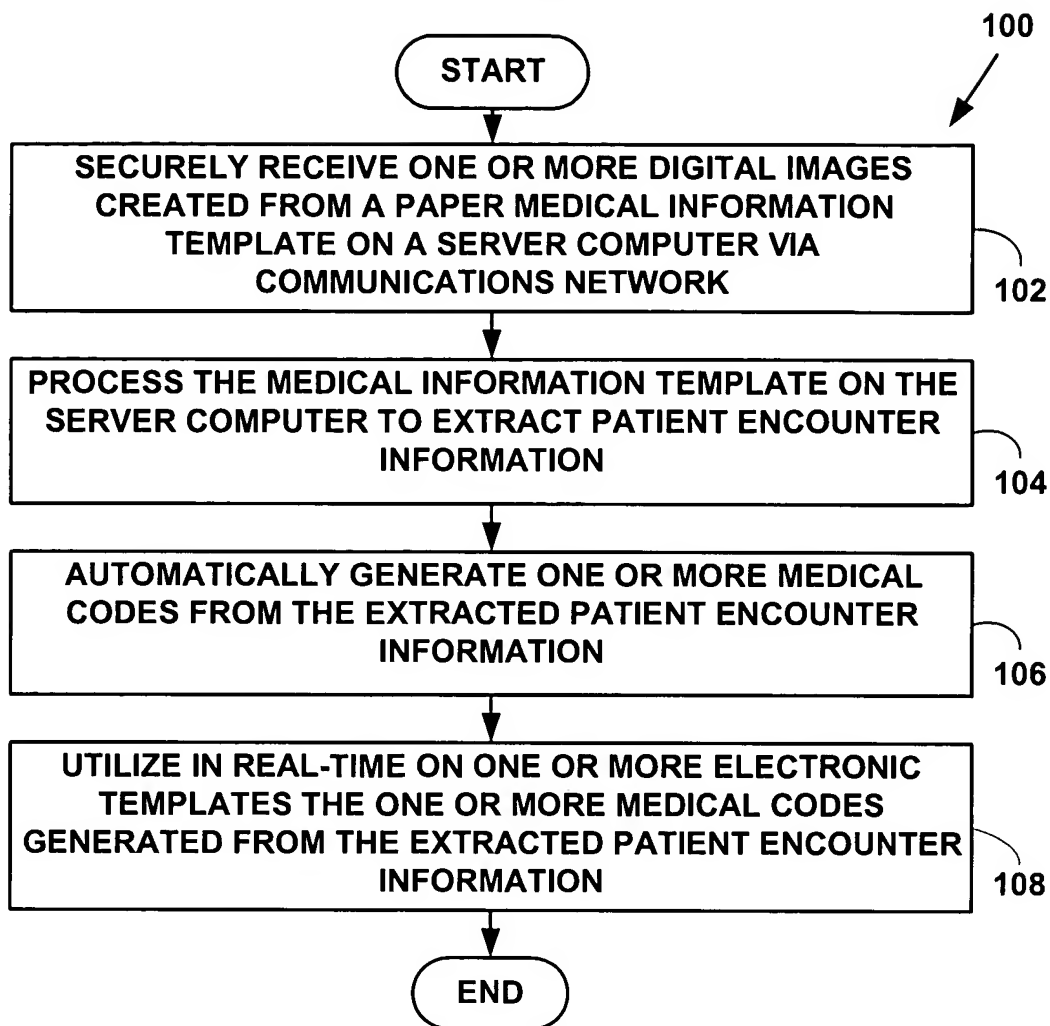 100
START
SECURELY RECEIVE ONE OR MORE DIGITAL IMAGES
CREATED FROM A PAPER MEDICAL INFORMATION
TEMPLATE ON A SERVER COMPUTER VIA
COMMUNICATIONS NETWORK
102
PROCESS THE MEDICAL INFORMATION TEMPLATE ON THE
SERVER COMPUTER TO EXTRACT PATIENT ENCOUNTER
INFORMATION
104
AUTOMATICALLY GENERATE ONE OR MORE MEDICAL
CODES FROM THE EXTRACTED PATIENT ENCOUNTER
INFORMATION
106
UTILIZE IN REAL-TIME ON ONE OR MORE ELECTRONIC
TEMPLATES THE ONE OR MORE MEDICAL CODES
GENERATED FROM THE EXTRACTED PATIENT ENCOUNTER
INFORMATION
108
END